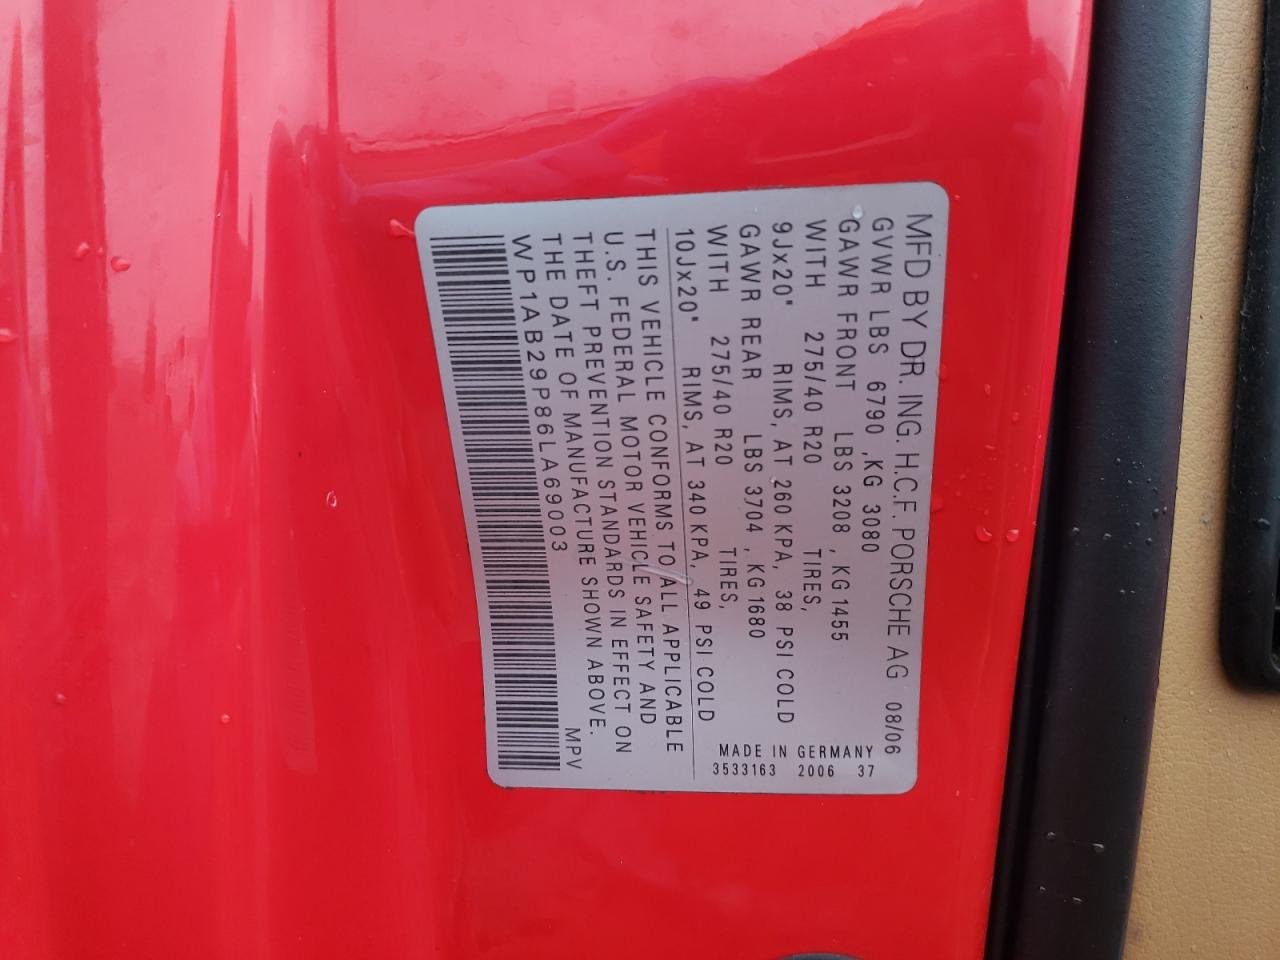 MFD BY DR. ING. H.C.F. PORSCHE AG 08/06
GVWR LBS 6790 ,KG 3080
GAWR FRONT LBS 3208 , KG 1455
WITH 275/40 R20 TIRES,
9Jx20" RIMS, AT 260 KPA, 38 PSI COLD
GAWR REAR LBS 3704 , KG 1680
WITH 275/40 R20 TIRES,
10Jx20" RIMS, AT 340 KPA, 49 PSI COLD
MADE IN GERMANY
3533163 2006 37
THIS VEHICLE CONFORMS TO ALL APPLICABLE
U.S. FEDERAL MOTOR VEHICLE SAFETY AND
THEFT PREVENTION STANDARDS IN EFFECT ON
THE DATE OF MANUFACTURE SHOWN ABOVE.
WP1AB29P86LA69003 MPV